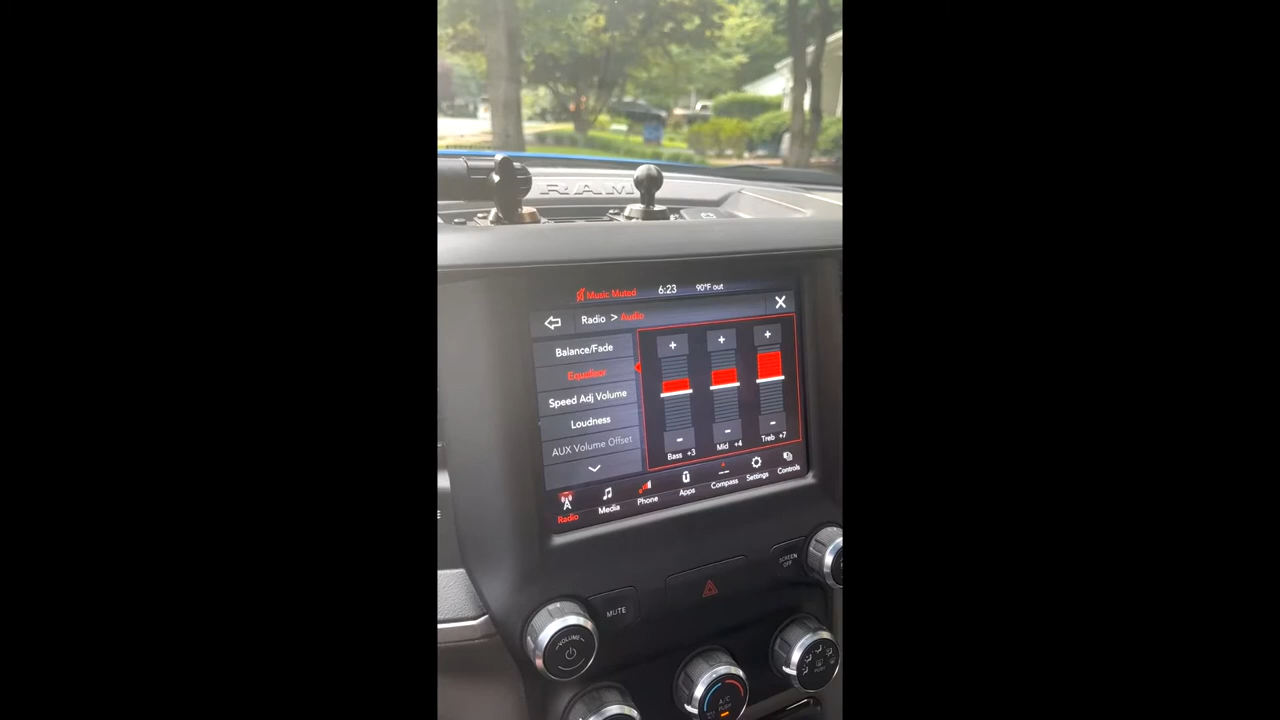 RAM
Music Muted 6:23 90°F out
Radio > Audio
Balance/Fade
Equalizer
Speed Adj Volume
Loudness
AUX Volume Offset
+ + +
- - -
Bass +3 Mid +4 Treb +7
Radio Media Phone Apps Compass Settings Controls
SCREEN OFF
MUTE
VOLUME
A/C
PUSH